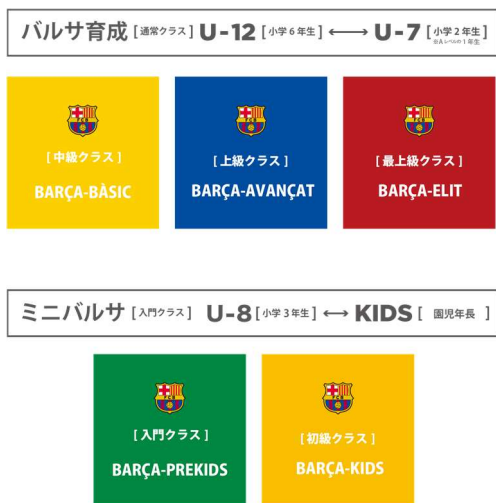 バルサ育成 [通常クラス] U-12 [小学6年生] ⟷ U-7 [小学2年生]
※Aレベルの1年生
[中級クラス]
BARÇA-BÀSIC
[上級クラス]
BARÇA-AVANÇAT
[最上級クラス]
BARÇA-ELIT
ミニバルサ [入門クラス] U-8 [小学3年生] ⟷ KIDS [ 園児年長 ]
[入門クラス]
BARÇA-PREKIDS
[初級クラス]
BARÇA-KIDS